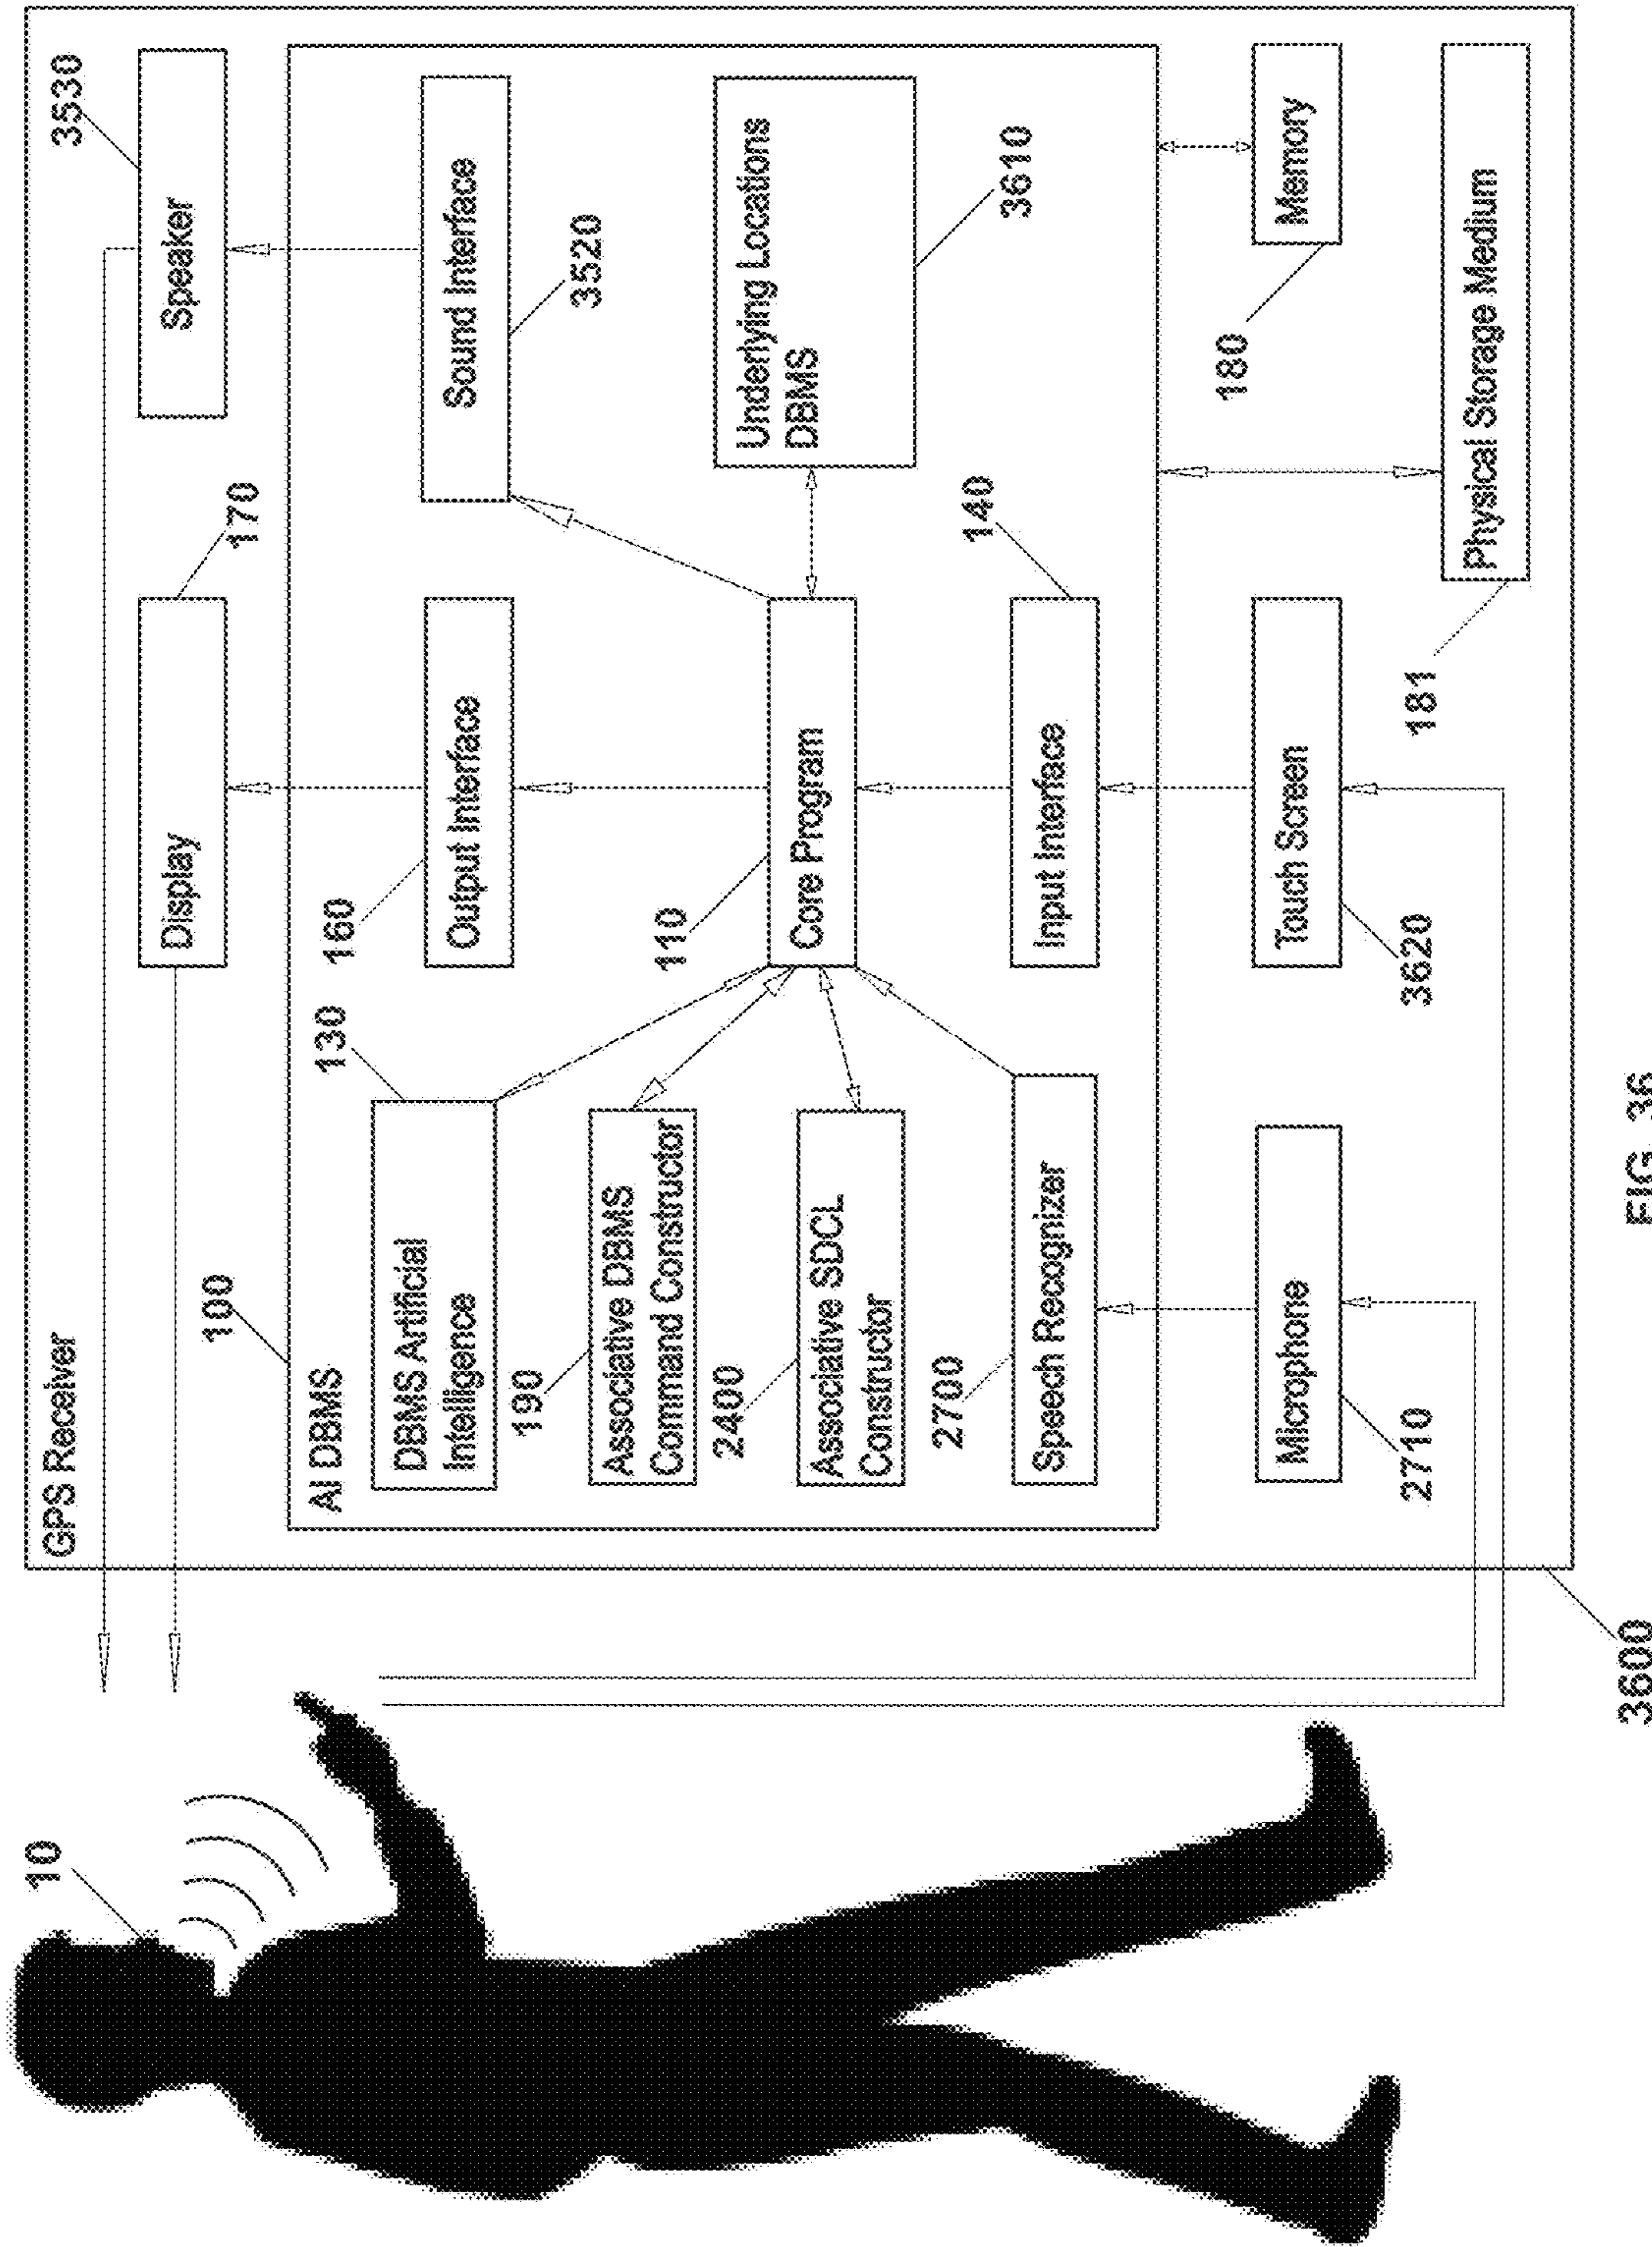 10
GPS Receiver
3530
Speaker
170
Display
100
AI DBMS
130
DBMS Artificial
Intelligence
160
Output Interface
Sound Interface
3520
190
Associative DBMS
Command Constructor
110
Core Program
Underlying Locations
DBMS
3610
2400
Associative SDCL
Constructor
2700
Speech Recognizer
140
Input Interface
Microphone
2710
Touch Screen
3620
Memory
180
Physical Storage Medium
181
3600
FIG. 36